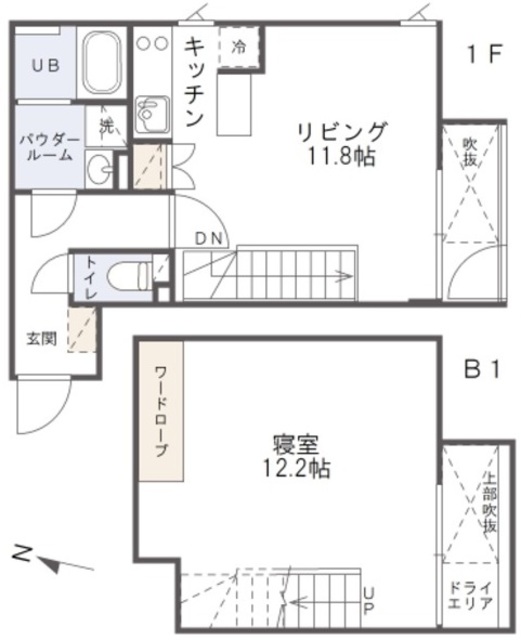 1F
UB
キッチン
冷
洗
パウダー
ルーム
リビング
11.8帖
吹抜
DN
トイレ
玄関
B1
ワードローブ
寝室
12.2帖
上部吹抜
N
UP
ドライ
エリア